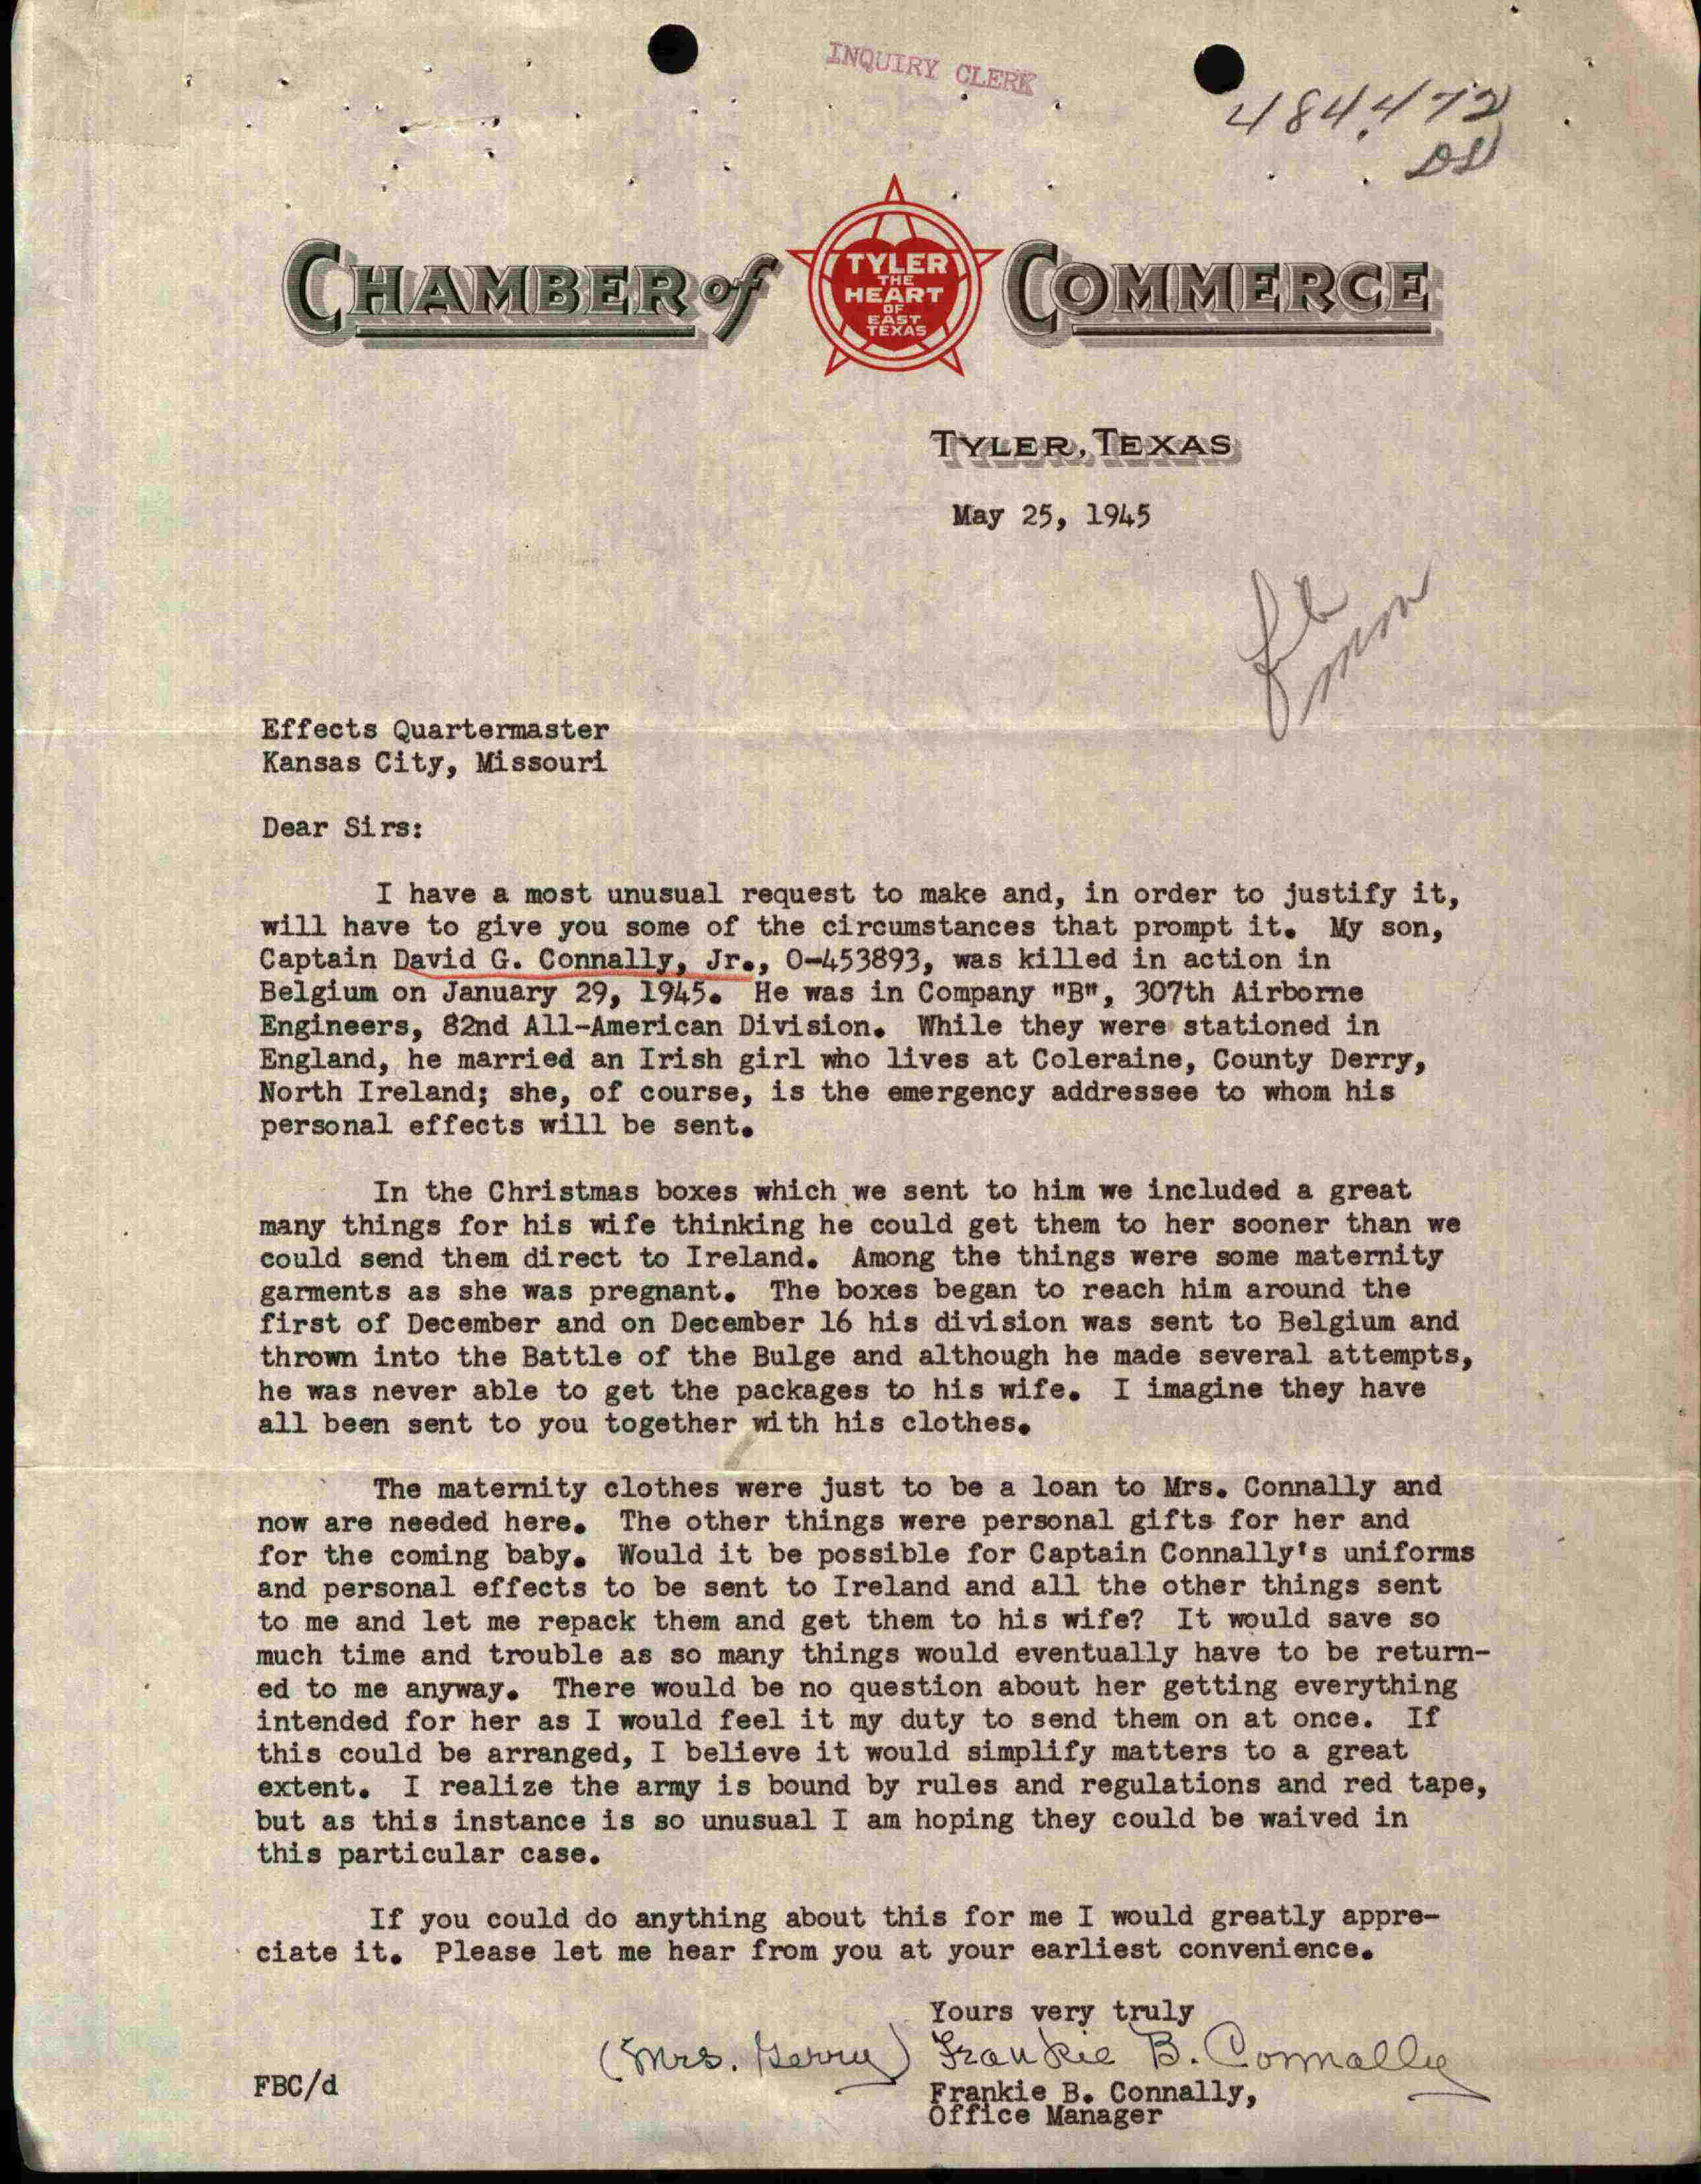 INQUIRY CLERK
484,472
DD
CHAMBER of COMMERCE
TYLER
THE
HEART
OF
EAST
TEXAS
TYLER, TEXAS
May 25, 1945
Effects Quartermaster
Kansas City, Missouri
Dear Sirs:
I have a most unusual request to make and, in order to justify it,
will have to give you some of the circumstances that prompt it. My son,
Captain David G. Connally, Jr., O-453893, was killed in action in
Belgium on January 29, 1945. He was in Company "B", 307th Airborne
Engineers, 82nd All-American Division. While they were stationed in
England, he married an Irish girl who lives at Coleraine, County Derry,
North Ireland; she, of course, is the emergency addressee to whom his
personal effects will be sent.
In the Christmas boxes which we sent to him we included a great
many things for his wife thinking he could get them to her sooner than we
could send them direct to Ireland. Among the things were some maternity
garments as she was pregnant. The boxes began to reach him around the
first of December and on December 16 his division was sent to Belgium and
thrown into the Battle of the Bulge and although he made several attempts,
he was never able to get the packages to his wife. I imagine they have
all been sent to you together with his clothes.
The maternity clothes were just to be a loan to Mrs. Connally and
now are needed here. The other things were personal gifts for her and
for the coming baby. Would it be possible for Captain Connally's uniforms
and personal effects to be sent to Ireland and all the other things sent
to me and let me repack them and get them to his wife? It would save so
much time and trouble as so many things would eventually have to be return-
ed to me anyway. There would be no question about her getting everything
intended for her as I would feel it my duty to send them on at once. If
this could be arranged, I believe it would simplify matters to a great
extent. I realize the army is bound by rules and regulations and red tape,
but as this instance is so unusual I am hoping they could be waived in
this particular case.
If you could do anything about this for me I would greatly appre-
ciate it. Please let me hear from you at your earliest convenience.
Yours very truly
(Mrs. Gerry) Frankie B. Connally
FBC/d
Frankie B. Connally,
Office Manager